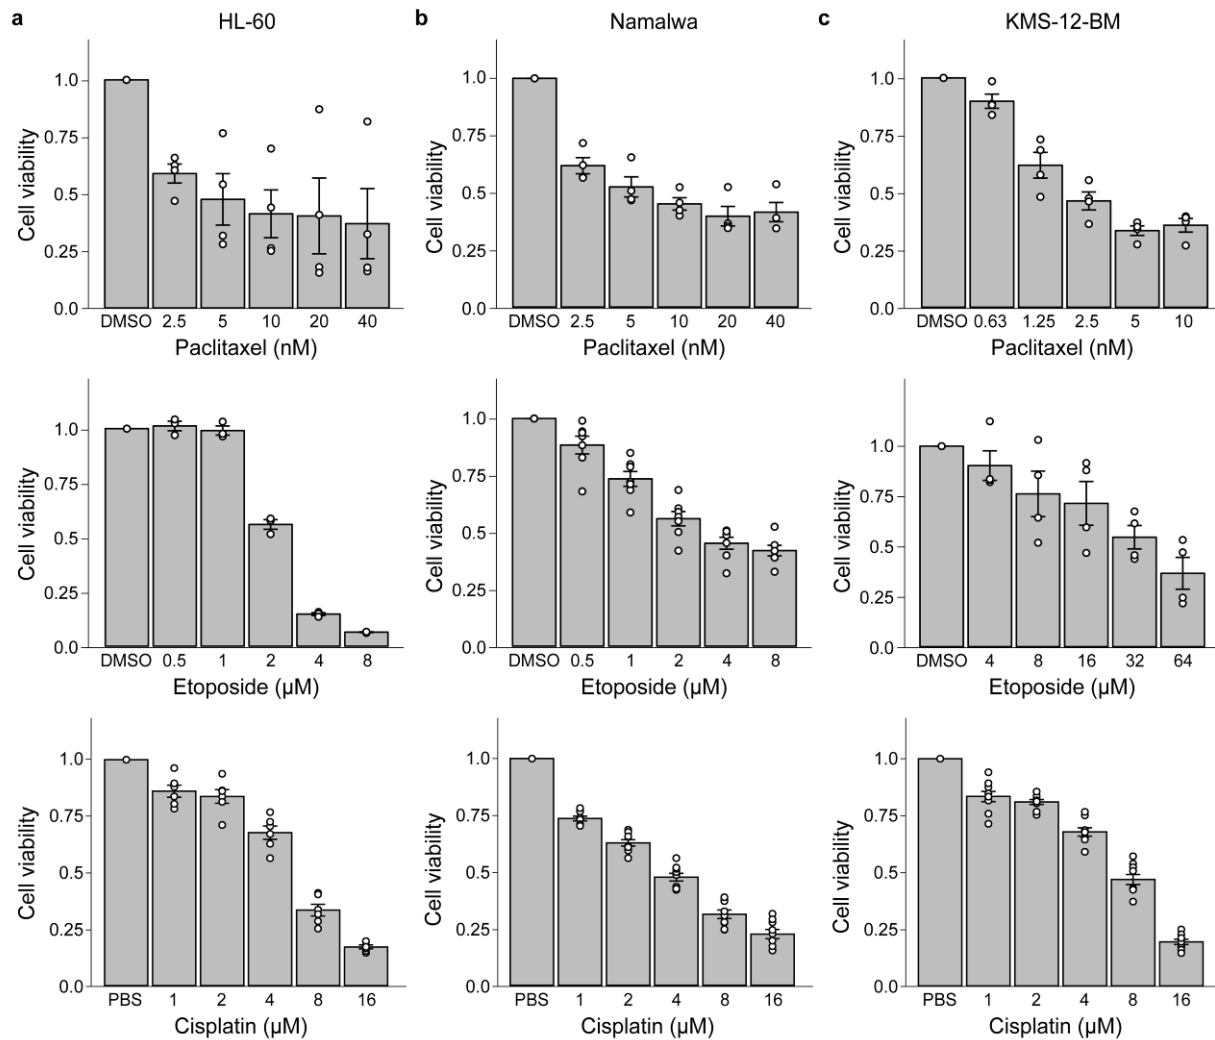 a HL-60 b Namalwa c KMS-12-BM
Cell viability
1.0
0.75
0.5
0.25
0.0
DMSO 2.5 5 10 20 40
Paclitaxel (nM)
Cell viability
1.0
0.75
0.5
0.25
0.0
DMSO 2.5 5 10 20 40
Paclitaxel (nM)
Cell viability
1.0
0.75
0.5
0.25
0.0
DMSO 0.63 1.25 2.5 5 10
Paclitaxel (nM)
Cell viability
1.0
0.75
0.5
0.25
0.0
DMSO 0.5 1 2 4 8
Etoposide (μM)
Cell viability
1.0
0.75
0.5
0.25
0.0
DMSO 0.5 1 2 4 8
Etoposide (μM)
Cell viability
1.0
0.75
0.5
0.25
0.0
DMSO 4 8 16 32 64
Etoposide (μM)
Cell viability
1.0
0.75
0.5
0.25
0.0
PBS 1 2 4 8 16
Cisplatin (μM)
Cell viability
1.0
0.75
0.5
0.25
0.0
PBS 1 2 4 8 16
Cisplatin (μM)
Cell viability
1.0
0.75
0.5
0.25
0.0
PBS 1 2 4 8 16
Cisplatin (μM)